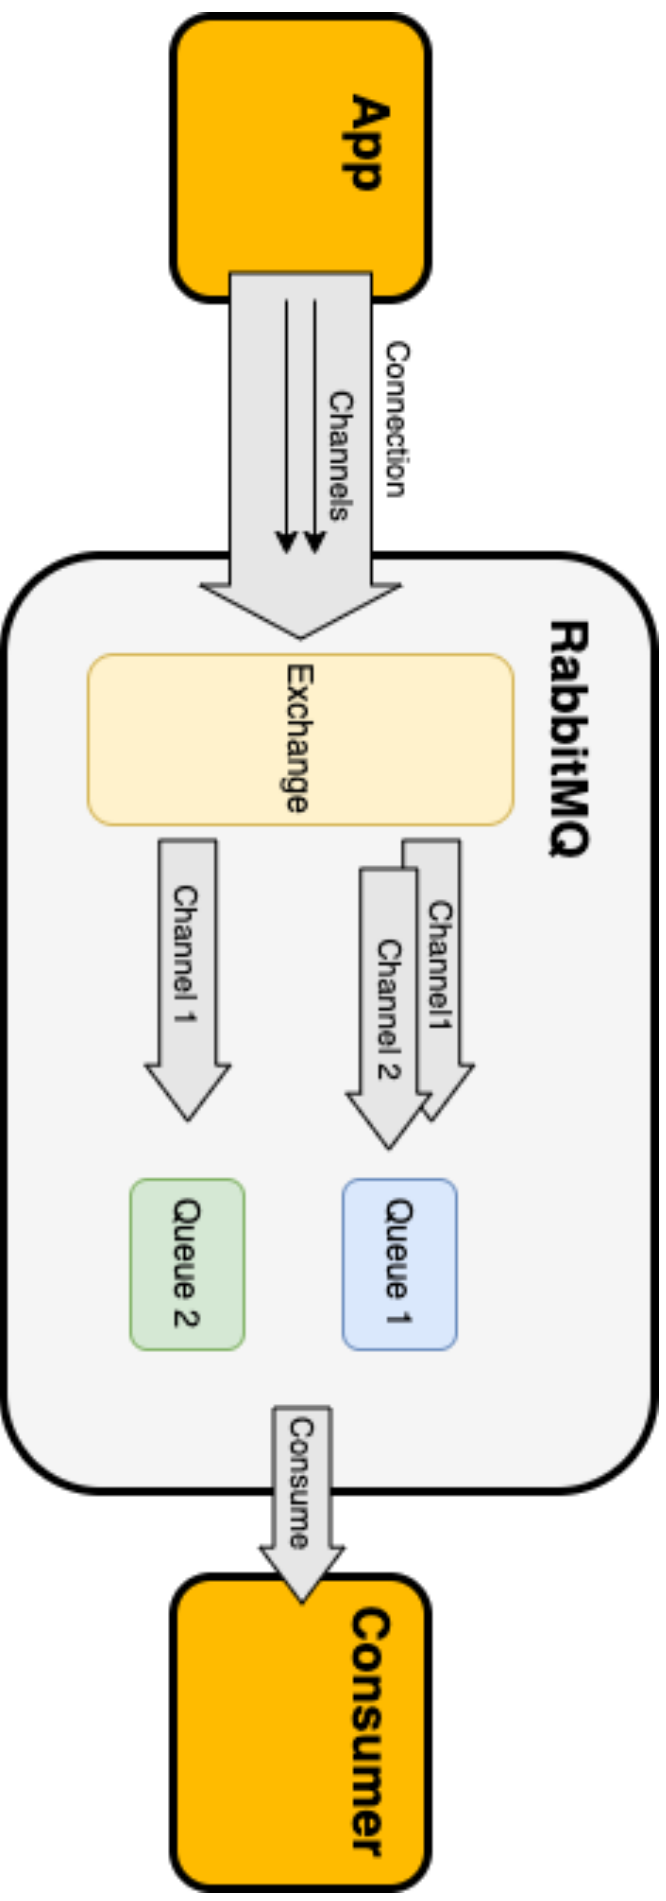 App
Connection
Channels
RabbitMQ
Exchange
Channel1
Channel 2
Channel 1
Queue 1
Queue 2
Consume
Consumer